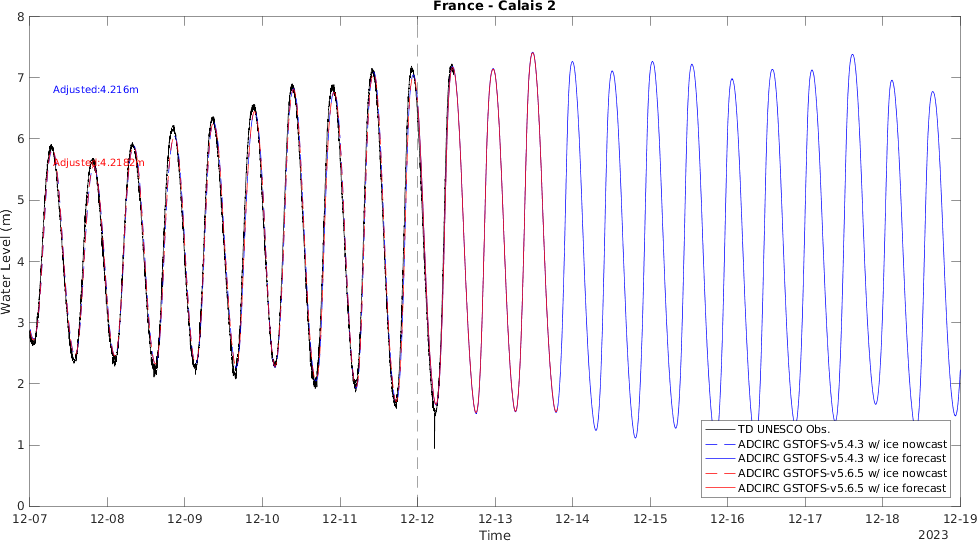 France - Calais 2
8
7
6
5
4
3
2
1
0
Water Level (m)
Adjusted:4.216m
Adjusted:4.2182m
TD UNESCO Obs.
ADCIRC GSTOFS-v5.4.3 w/ ice nowcast
ADCIRC GSTOFS-v5.4.3 w/ ice forecast
ADCIRC GSTOFS-v5.6.5 w/ ice nowcast
ADCIRC GSTOFS-v5.6.5 w/ ice forecast
12-07 12-08 12-09 12-10 12-11 12-12 12-13 12-14 12-15 12-16 12-17 12-18 12-19
Time
2023